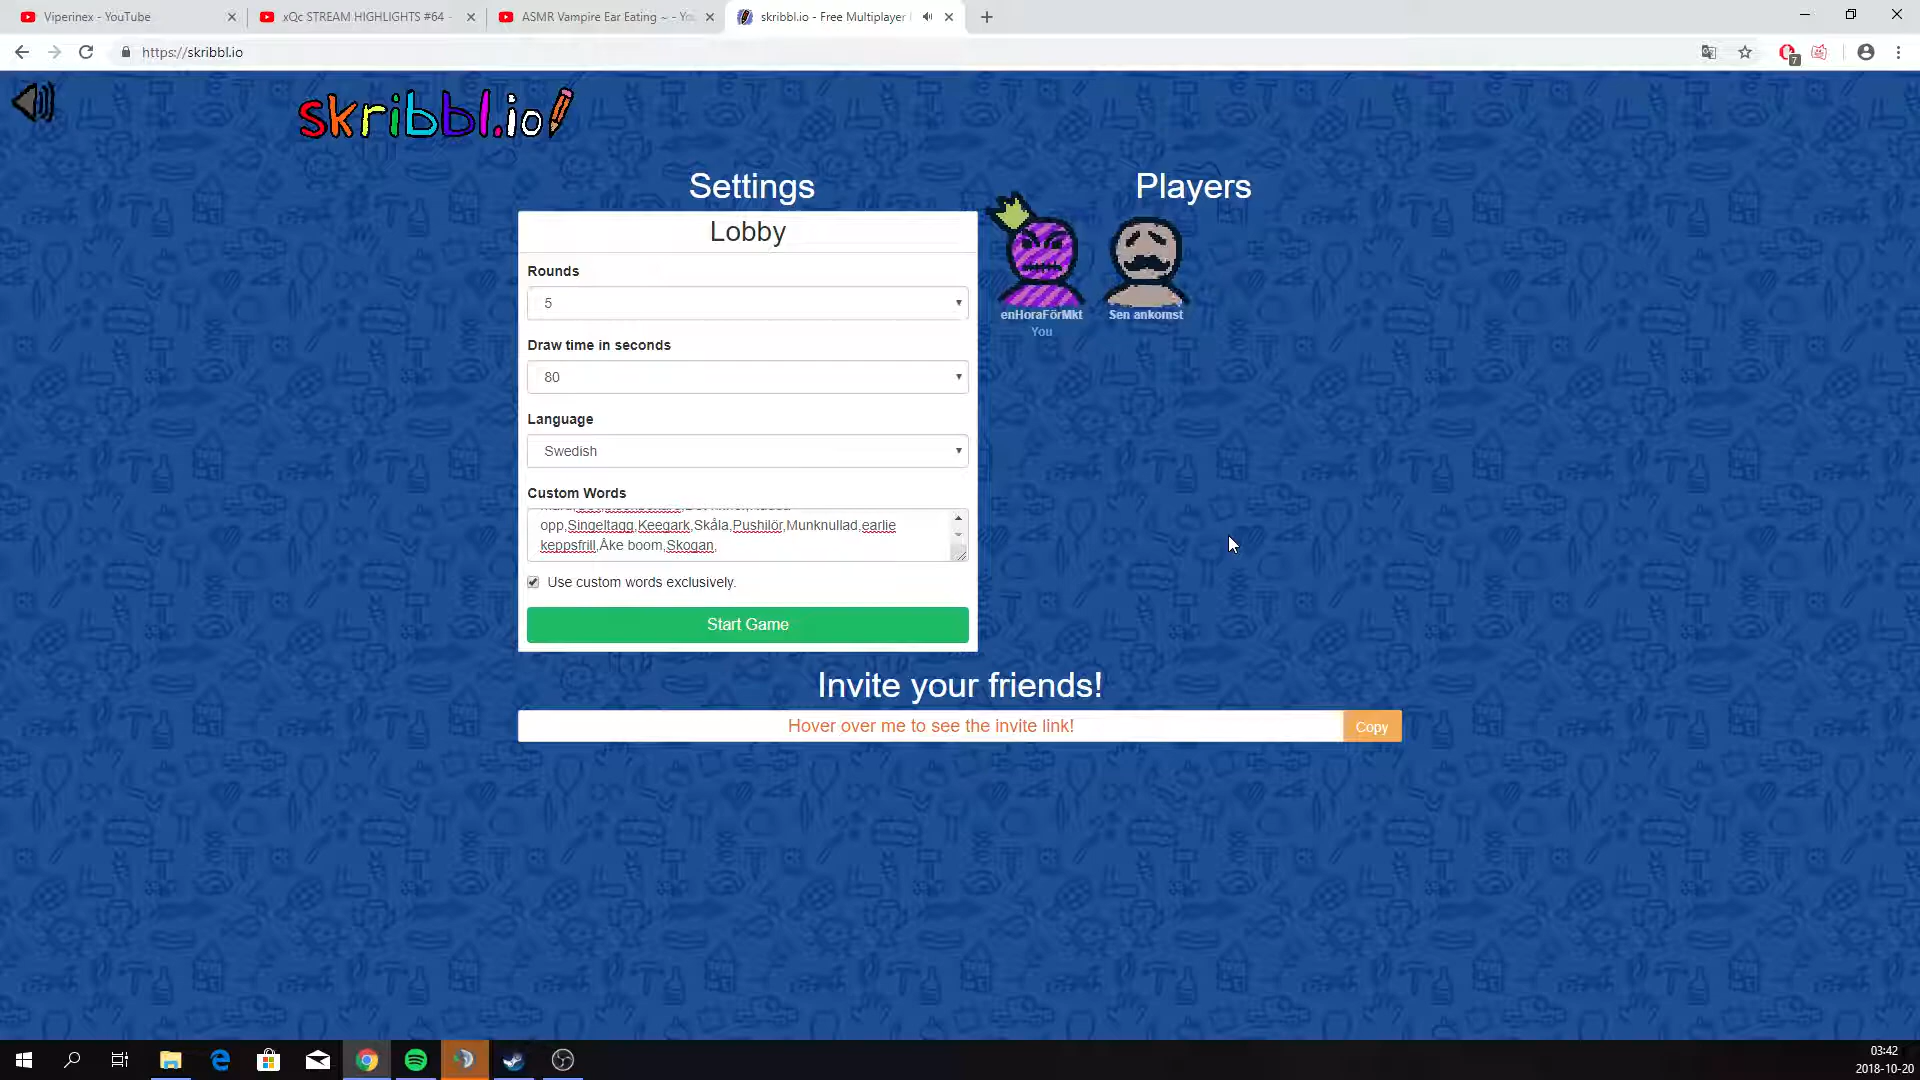 Viperinex - YouTube
xQc STREAM HIGHLIGHTS #64 -
ASMR Vampire Ear Eating ~ - Yo
skribbl.io - Free Multiplayer
https://skribbl.io
7
skribbl.io
Settings
Players
Lobby
Rounds
5
enHoraFörMkt
Sen ankomst
You
Draw time in seconds
80
Language
Swedish
Custom Words
opp,Singeltagg,Keegark,Skåla,Pushilör,Munknullad,earlie
keppsfrill,Åke boom,Skogan,
Use custom words exclusively.
Start Game
Invite your friends!
Hover over me to see the invite link!
Copy
03:42
2018-10-20